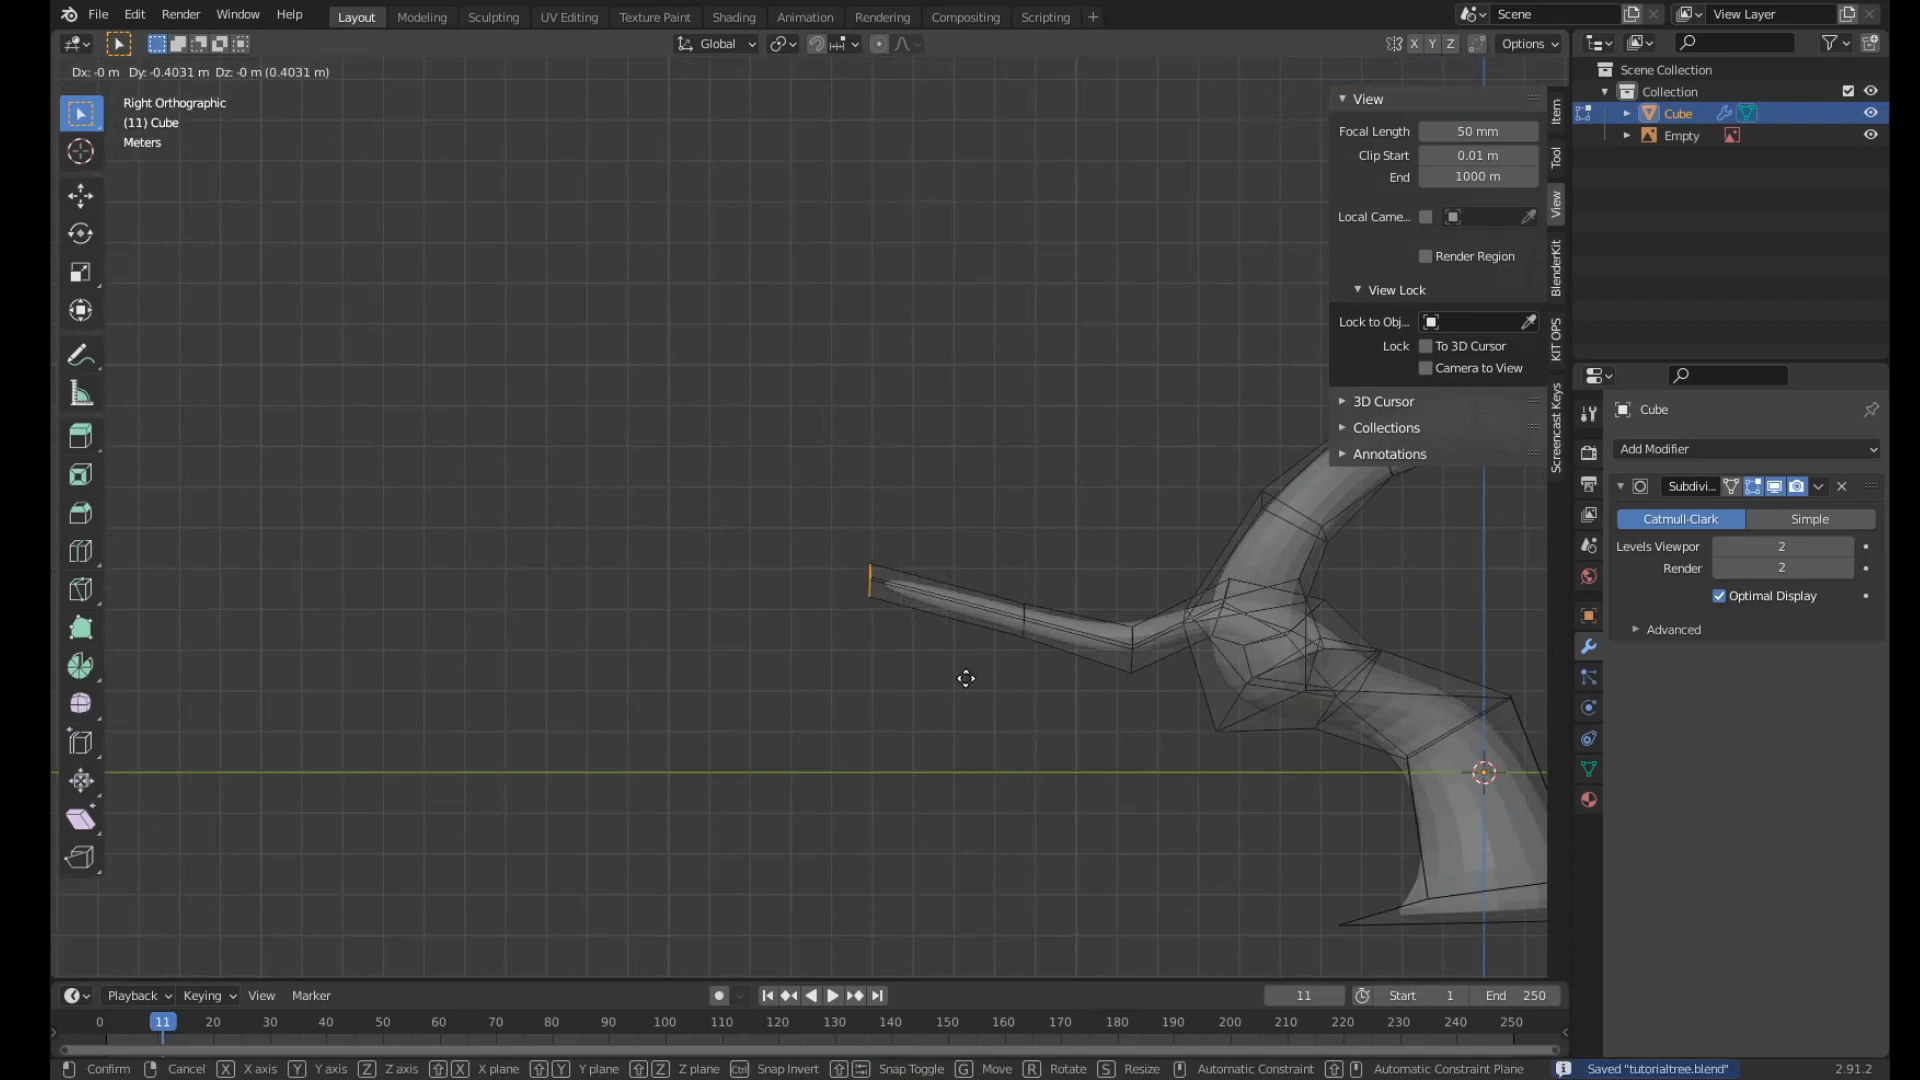 File Edit Render Window Help Layout Modeling Sculpting UV Editing Texture Paint Shading Animation Rendering Compositing Scripting + Scene View Layer
Global X Y Z Options
Dx: -0 m Dy: -0.4031 m Dz: -0 m (0.4031 m)
Right Orthographic
(11) Cube
Meters
View
Focal Length 50 mm
Clip Start 0.01 m
End 1000 m
Local Came...
Render Region
View Lock
Lock to Obj...
Lock To 3D Cursor
Camera to View
3D Cursor
Collections
Annotations
Item
Tool
View
BlenderKit
KIT OPS
Screencast Keys
Scene Collection
Collection
Cube
Empty
Cube
Add Modifier
Subdivi...
Catmull-Clark Simple
Levels Viewpor 2
Render 2
Optimal Display
Advanced
Playback Keying View Marker 11 Start 1 End 250
0 11 20 30 40 50 60 70 80 90 100 110 120 130 140 150 160 170 180 190 200 210 220 230 240 250
Confirm Cancel X X axis Y Y axis Z Z axis X X plane Y Y plane Z Z plane Ctrl Snap Invert Snap Toggle G Move R Rotate S Resize Automatic Constraint Automatic Constraint Plane Saved "tutorialtree.blend" 2.91.2